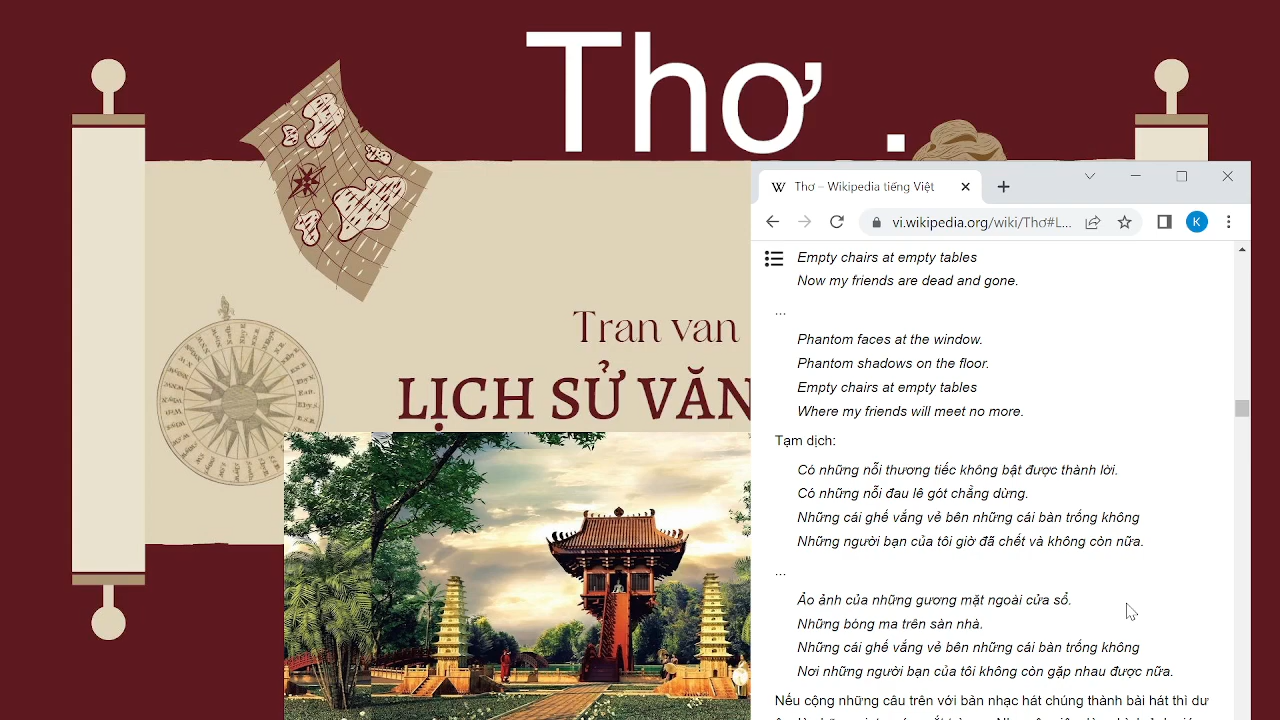 Thơ .
Tran van
LỊCH SỬ VĂN
Thơ – Wikipedia tiếng Việt
vi.wikipedia.org/wiki/Thơ#L...
K
Empty chairs at empty tables
Now my friends are dead and gone.
...
Phantom faces at the window.
Phantom shadows on the floor.
Empty chairs at empty tables
Where my friends will meet no more.
Tạm dịch:
Có những nỗi thương tiếc không bật được thành lời.
Có những nỗi đau lê gót chẳng dừng.
Những cái ghế vắng vẻ bên những cái bàn trống không
Những người bạn của tôi giờ đã chết và không còn nữa.
...
Ảo ảnh của những gương mặt ngoài cửa sổ.
Những bóng ma trên sàn nhà.
Những cái ghế vắng vẻ bên những cái bàn trống không
Nơi những người bạn của tôi không còn gặp nhau được nữa.
Nếu cộng những câu trên với bản nhạc hát chúng thành bài hát thì dư